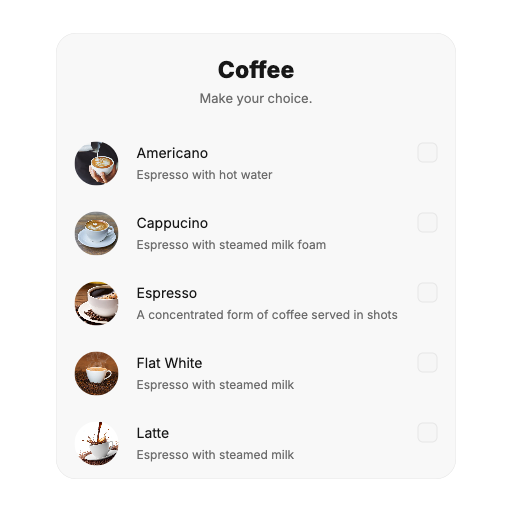 Coffee
Make your choice.
Americano
Espresso with hot water
Cappucino
Espresso with steamed milk foam
Espresso
A concentrated form of coffee served in shots
Flat White
Espresso with steamed milk
Latte
Espresso with steamed milk